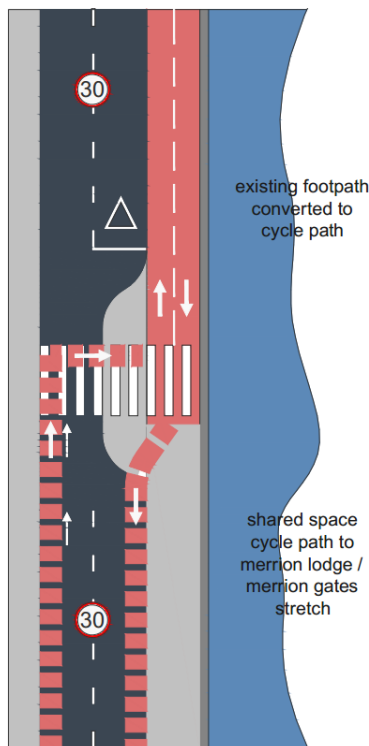 30
existing footpath
converted to
cycle path
shared space
cycle path to
merrion lodge /
merrion gates
stretch
30